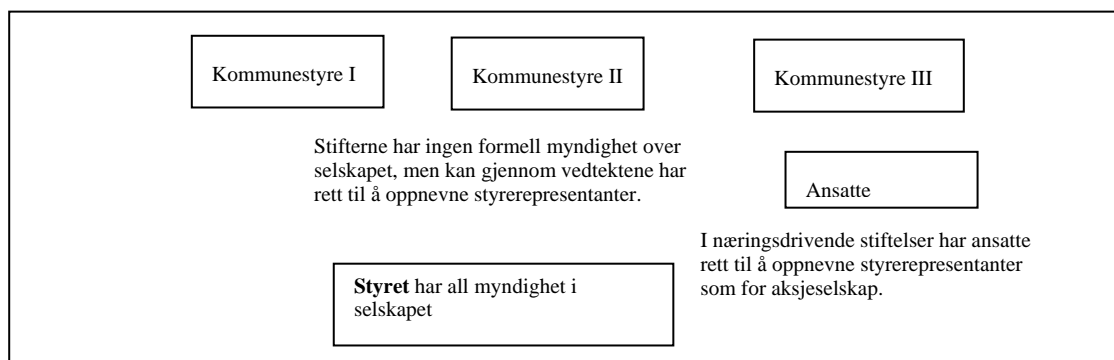 Kommunestyre I
Kommunestyre II
Kommunestyre III
Stifterne har ingen formell myndighet over
selskapet, men kan gjennom vedtektene har
rett til å oppnevne styrerepresentanter.
Ansatte
I næringsdrivende stiftelser har ansatte
rett til å oppnevne styrerepresentanter
som for aksjeselskap.
Styret har all myndighet i
selskapet